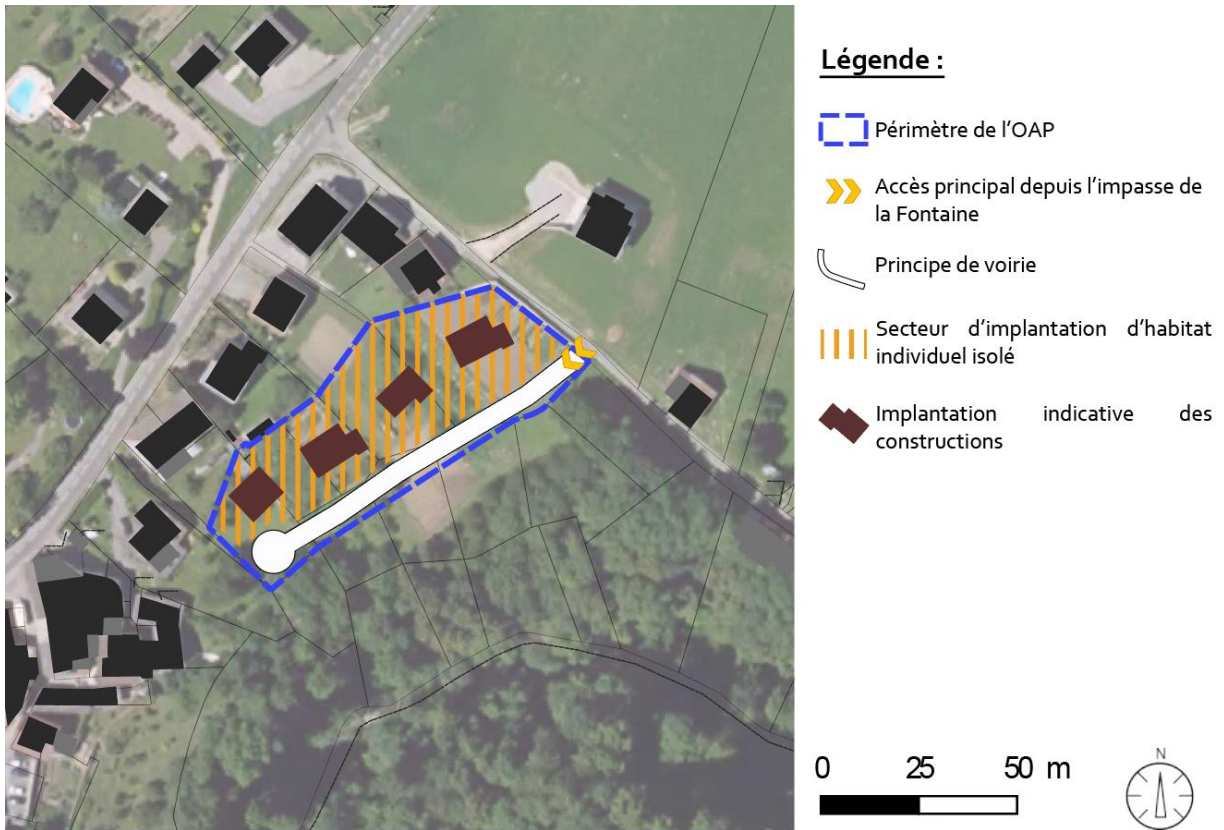 Légende :
Périmètre de l’OAP
Accès principal depuis l’impasse de
la Fontaine
Principe de voirie
Secteur d’implantation d’habitat
individuel isolé
Implantation indicative des
constructions
0 25 50 m
N